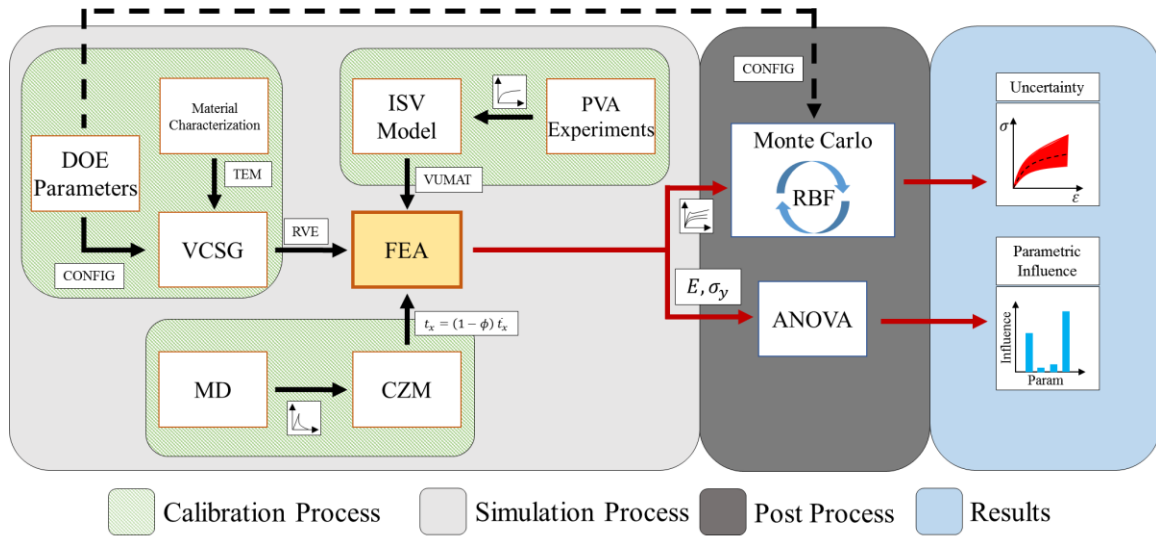 DOE
Parameters
Material
Characterization
TEM
CONFIG
VCSG
RVE
ISV
Model
PVA
Experiments
VUMAT
FEA
t_x = (1 − ϕ) t̄_x
MD
CZM
CONFIG
Monte Carlo
RBF
E, σ_y
ANOVA
Uncertainty
σ
ε
Parametric
Influence
Influence
Param
Calibration Process
Simulation Process
Post Process
Results